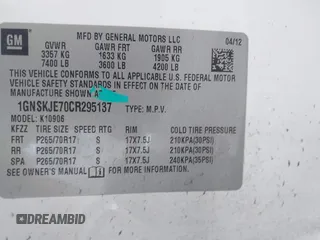 GM
MFD BY GENERAL MOTORS LLC
04/12
GVWR GAWR FRT GAWR RR
3357 KG 1633 KG 1905 KG
7400 LB 3600 LB 4200 LB
THIS VEHICLE CONFORMS TO ALL APPLICABLE U.S. FEDERAL MOTOR
VEHICLE SAFETY STANDARDS IN EFFECT ON THE DATE OF
MANUFACTURE SHOWN
1GNSKJE70CR295137 TYPE: M.P.V.
MODEL: K10906
KFZZ TIRE SIZE SPEED RTG RIM COLD TIRE PRESSURE
FRT P265/70R17 S 17X7.5J 210KPA(30PSI)
RR P265/70R17 S 17X7.5J 210KPA(30PSI)
SPA P265/70R17 S 17X7.5J 240KPA(35PSI)
SEE OWNER'S MANUAL FOR MORE INFORMATION
DIREABID
DIREABID.COM